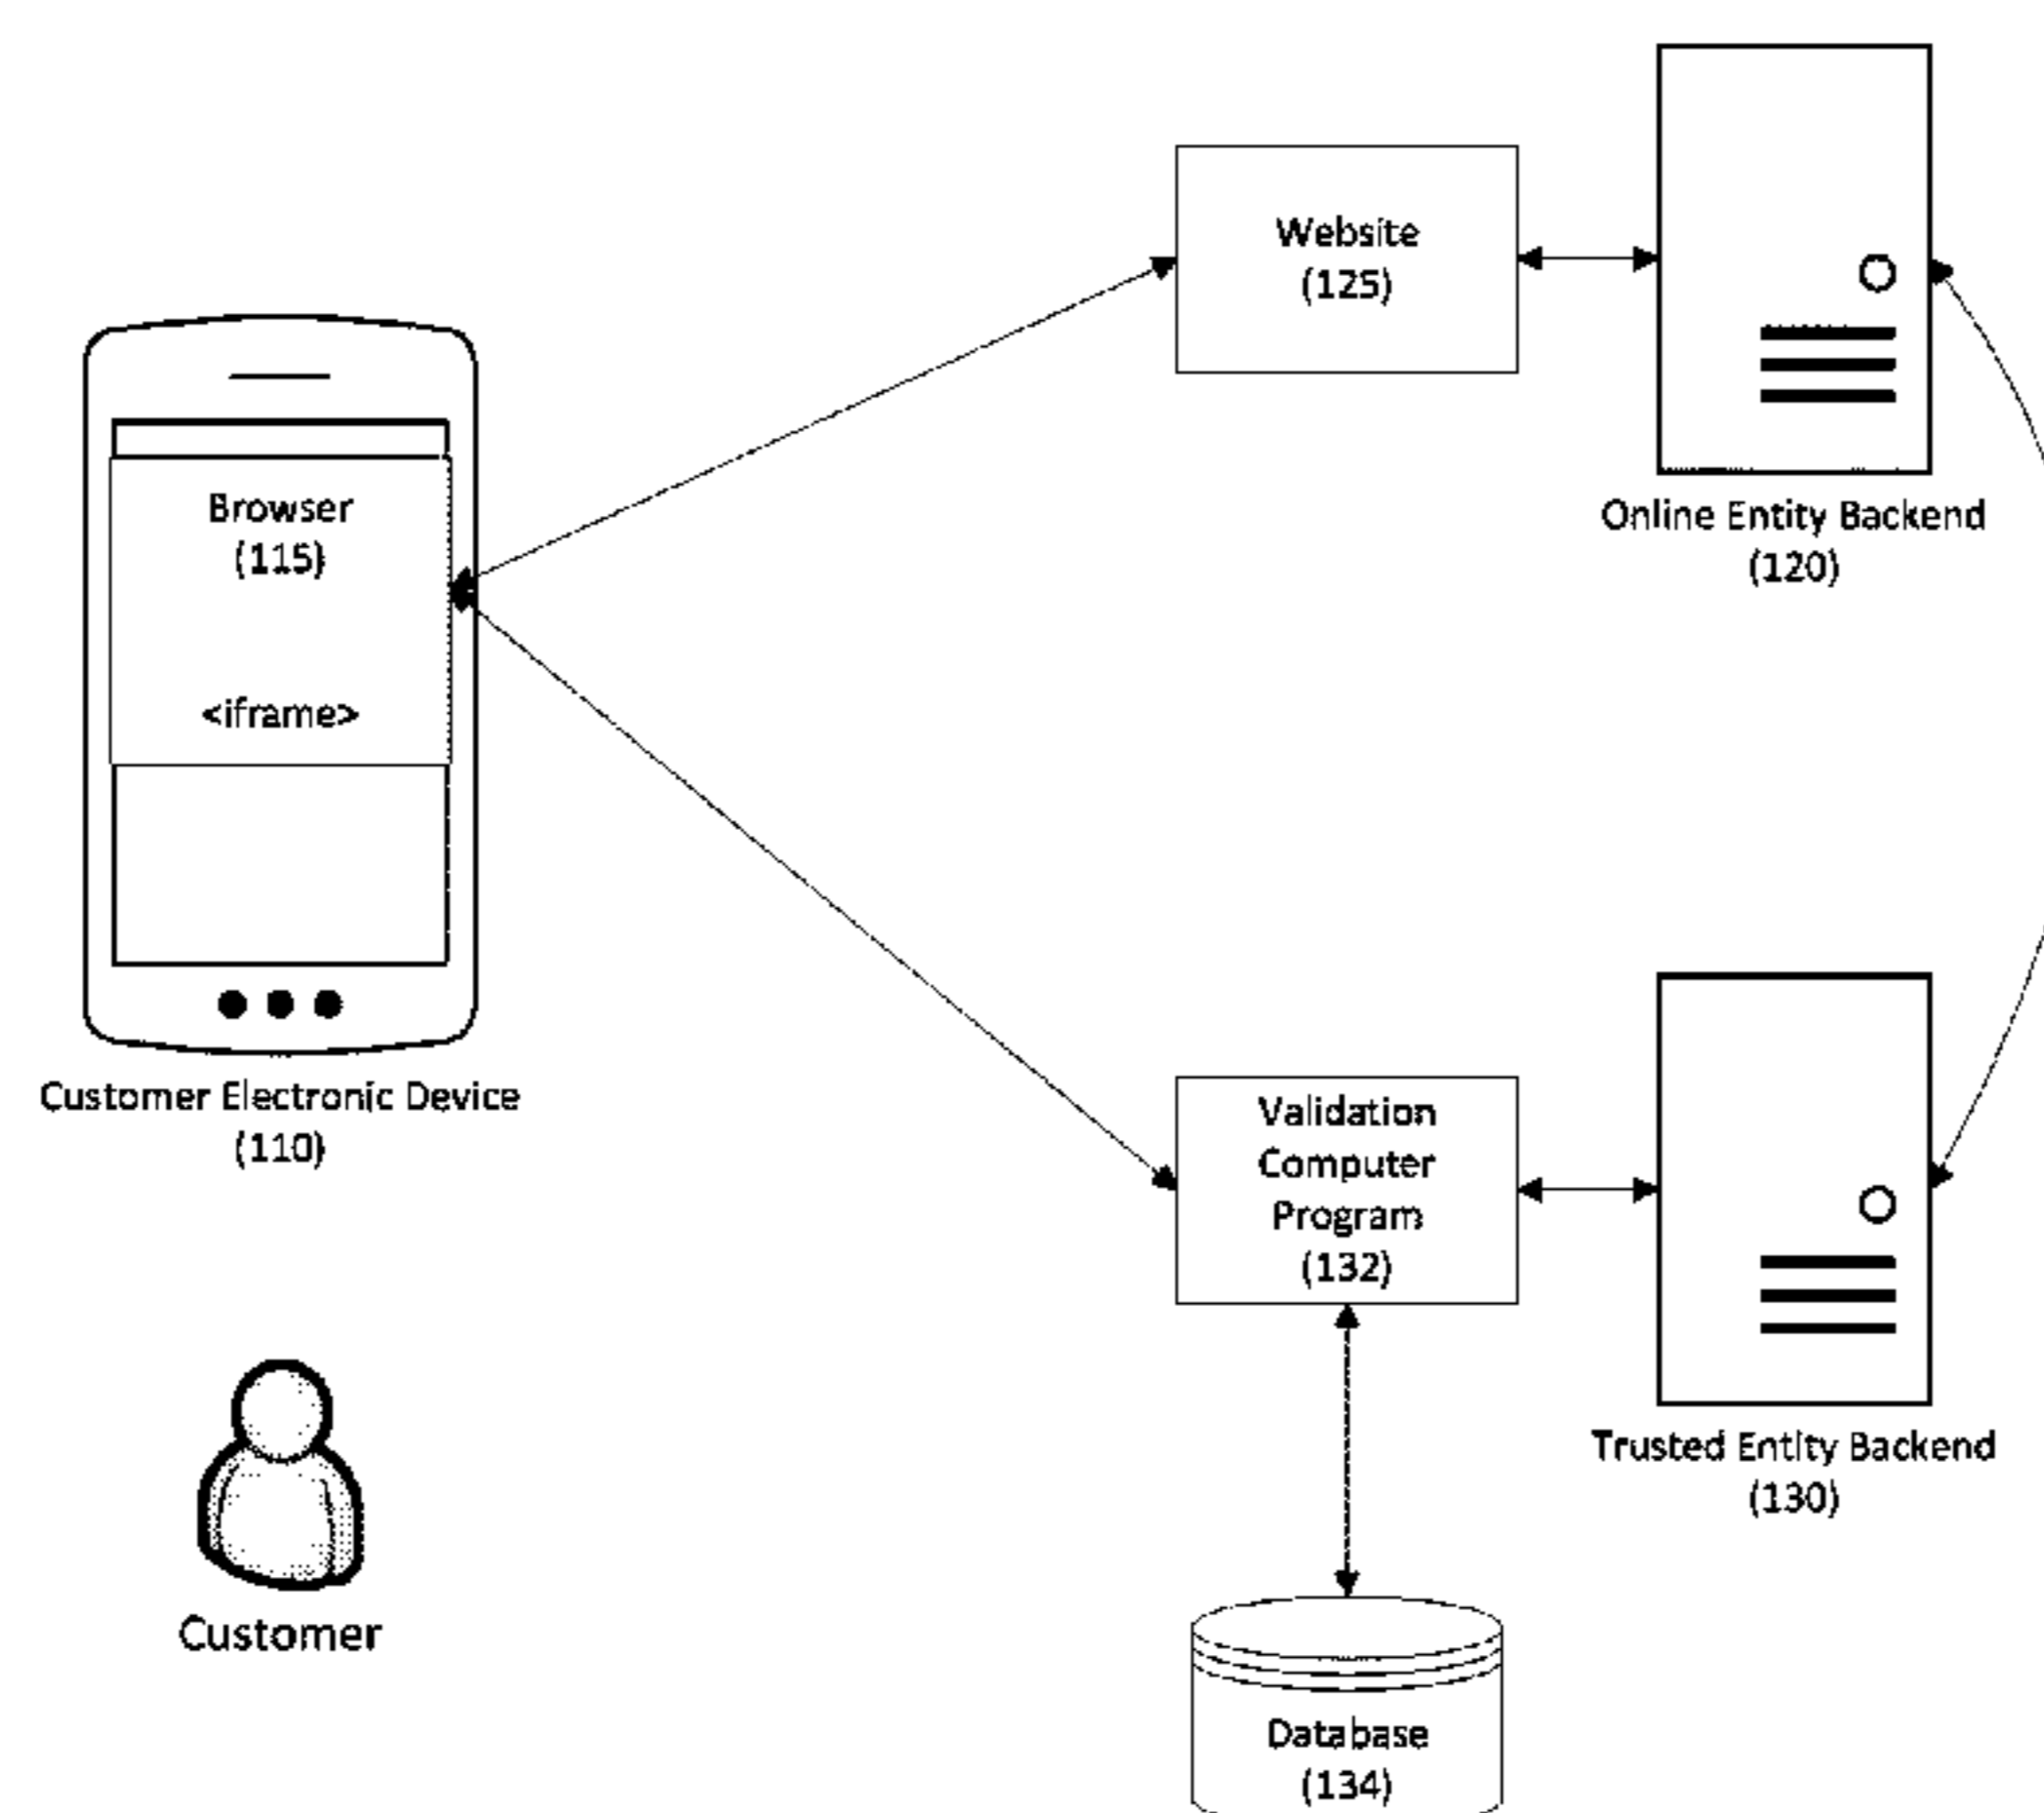 Website
(125)
Online Entity Backend
(120)
Browser
(115)
<iframe>
Customer Electronic Device
(110)
Validation
Computer
Program
(132)
Trusted Entity Backend
(130)
Customer
Database
(134)